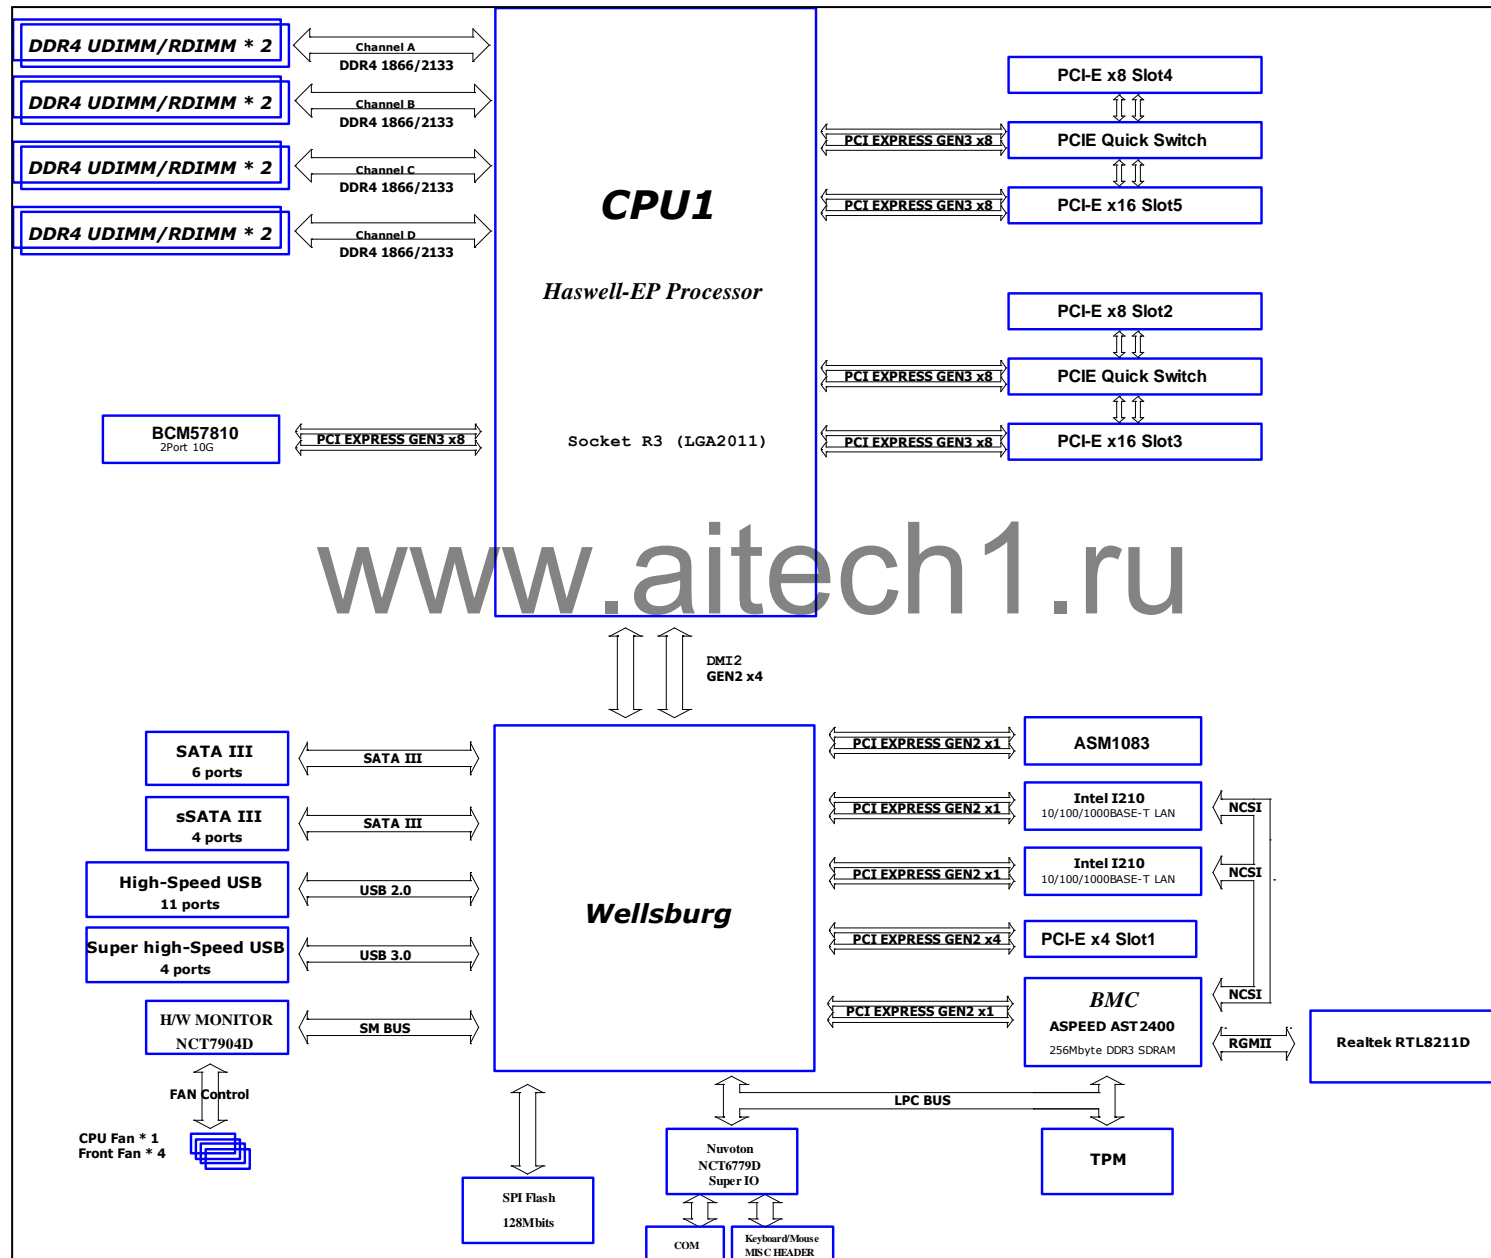 DDR4 UDIMM/RDIMM * 2
Channel A
DDR4 1866/2133
DDR4 UDIMM/RDIMM * 2
Channel B
DDR4 1866/2133
DDR4 UDIMM/RDIMM * 2
Channel C
DDR4 1866/2133
DDR4 UDIMM/RDIMM * 2
Channel D
DDR4 1866/2133
CPU1
Haswell-EP Processor
Socket R3 (LGA2011)
PCI-E x8 Slot4
PCI EXPRESS GEN3 x8
PCIE Quick Switch
PCI EXPRESS GEN3 x8
PCI-E x16 Slot5
PCI-E x8 Slot2
PCI EXPRESS GEN3 x8
PCIE Quick Switch
PCI EXPRESS GEN3 x8
PCI-E x16 Slot3
BCM57810
2Port 10G
PCI EXPRESS GEN3 x8
www.aitech1.ru
DMI2
GEN2 x4
SATA III
6 ports
SATA III
sSATA III
4 ports
SATA III
High-Speed USB
11 ports
USB 2.0
Super high-Speed USB
4 ports
USB 3.0
H/W MONITOR
NCT7904D
SM BUS
FAN Control
CPU Fan * 1
Front Fan * 4
Wellsburg
PCI EXPRESS GEN2 x1
ASM1083
PCI EXPRESS GEN2 x1
Intel I210
10/100/1000BASE-T LAN
NCSI
PCI EXPRESS GEN2 x1
Intel I210
10/100/1000BASE-T LAN
NCSI
PCI EXPRESS GEN2 x4
PCI-E x4 Slot1
PCI EXPRESS GEN2 x1
BMC
ASPEED AST2400
256Mbyte DDR3 SDRAM
NCSI
RGMII
Realtek RTL8211D
LPC BUS
SPI Flash
128Mbits
Nuvoton
NCT6779D
Super IO
TPM
COM
Keyboard/Mouse
MISC HEADER